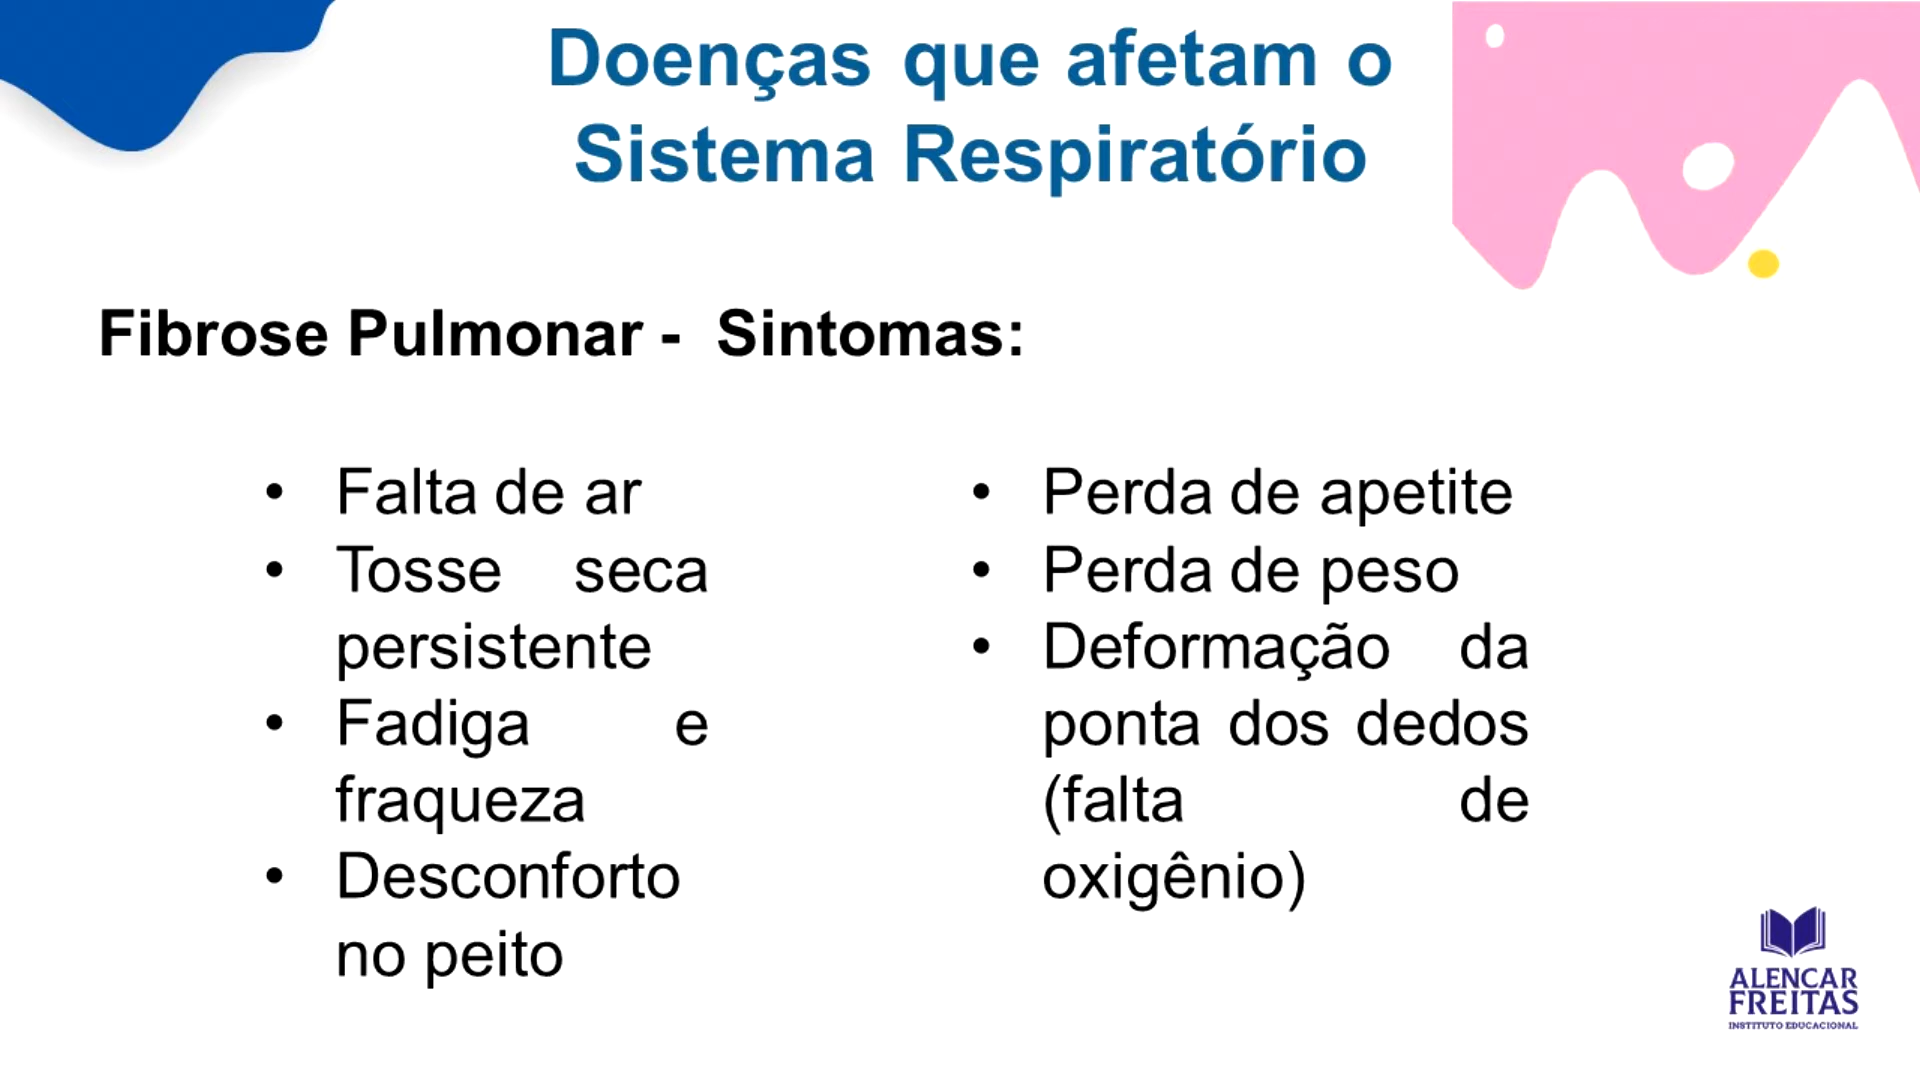 Doenças que afetam o
Sistema Respiratório
Fibrose Pulmonar - Sintomas:
• Falta de ar
• Tosse seca
persistente
• Fadiga e
fraqueza
• Desconforto
no peito
• Perda de apetite
• Perda de peso
• Deformação da
ponta dos dedos
(falta de
oxigênio)
ALENCAR
FREITAS
INSTITUTO EDUCACIONAL